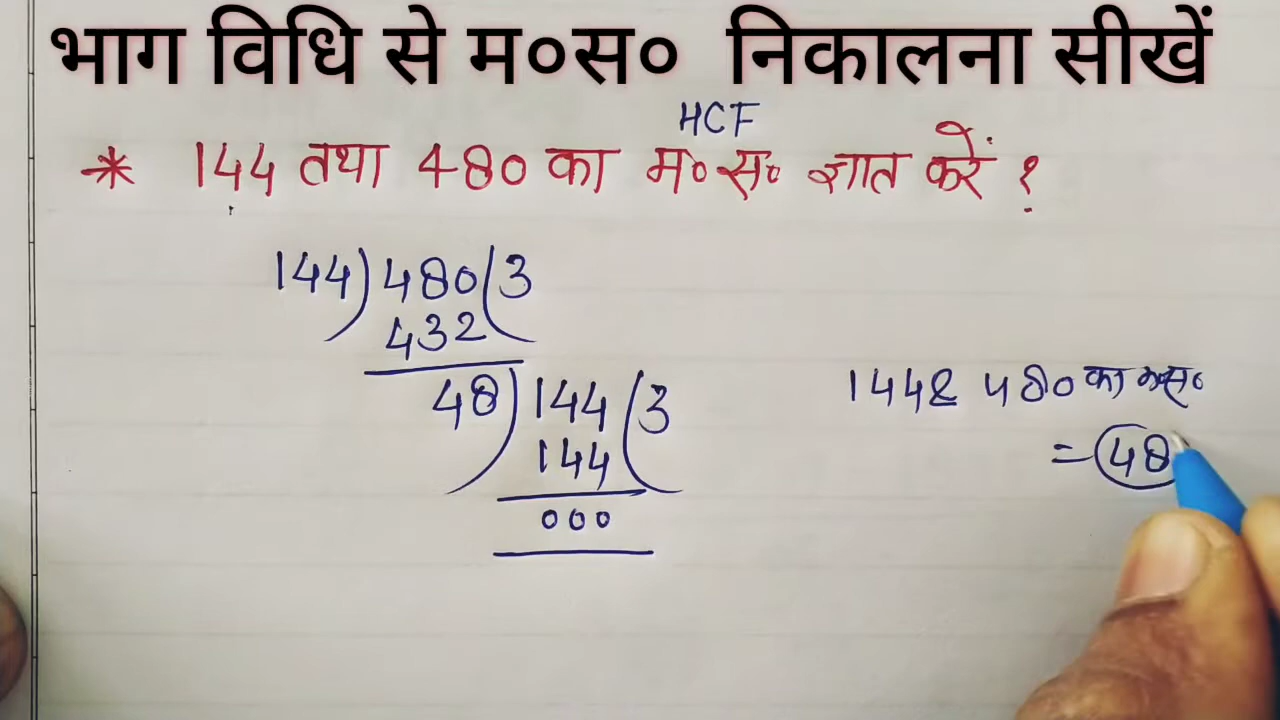 भाग विधि से म०स० निकालना सीखें
HCF
* 144 तथा 480 का म०स० ज्ञात करें ?
144)480(3
432
48)144(3
144
000
144& 480 का म०स०
= 48